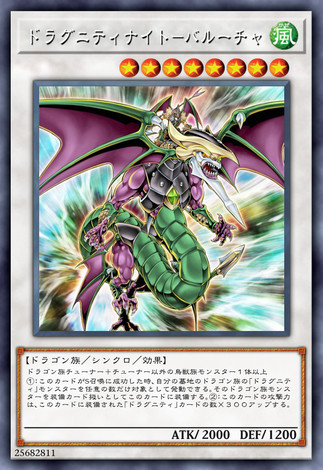 ドラグニティナイト－バルーチャ
風
【ドラゴン族／シンクロ／効果】
ドラゴン族チューナー＋チューナー以外の鳥獣族モンスター１体以上
①：このカードがS召喚に成功した時、自分の墓地のドラゴン族の「ドラグニテ
ィ」モンスターを任意の数だけ対象として発動できる。そのドラゴン族モンスター
を装備カード扱いとしてこのカードに装備する。②：このカードの攻撃力
は、このカードに装備された「ドラグニティ」カードの数×３００アップする。
ATK/ 2000 DEF/1200
25682811